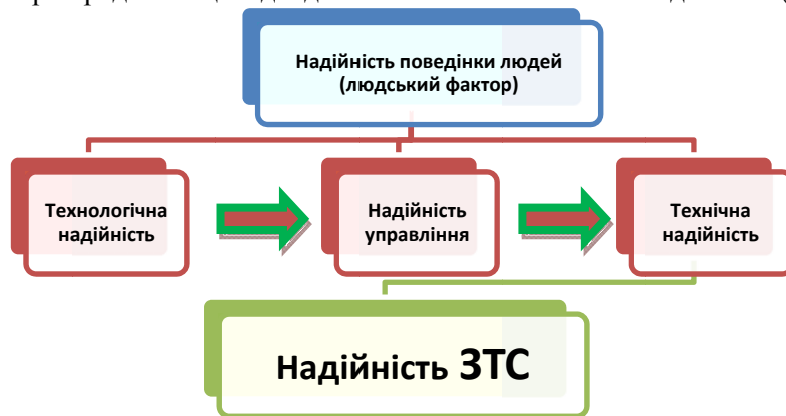 Надійність поведінки людей
(людський фактор)
Технологічна
надійність
Надійність
управління
Технічна
надійність
Надійність ЗТС